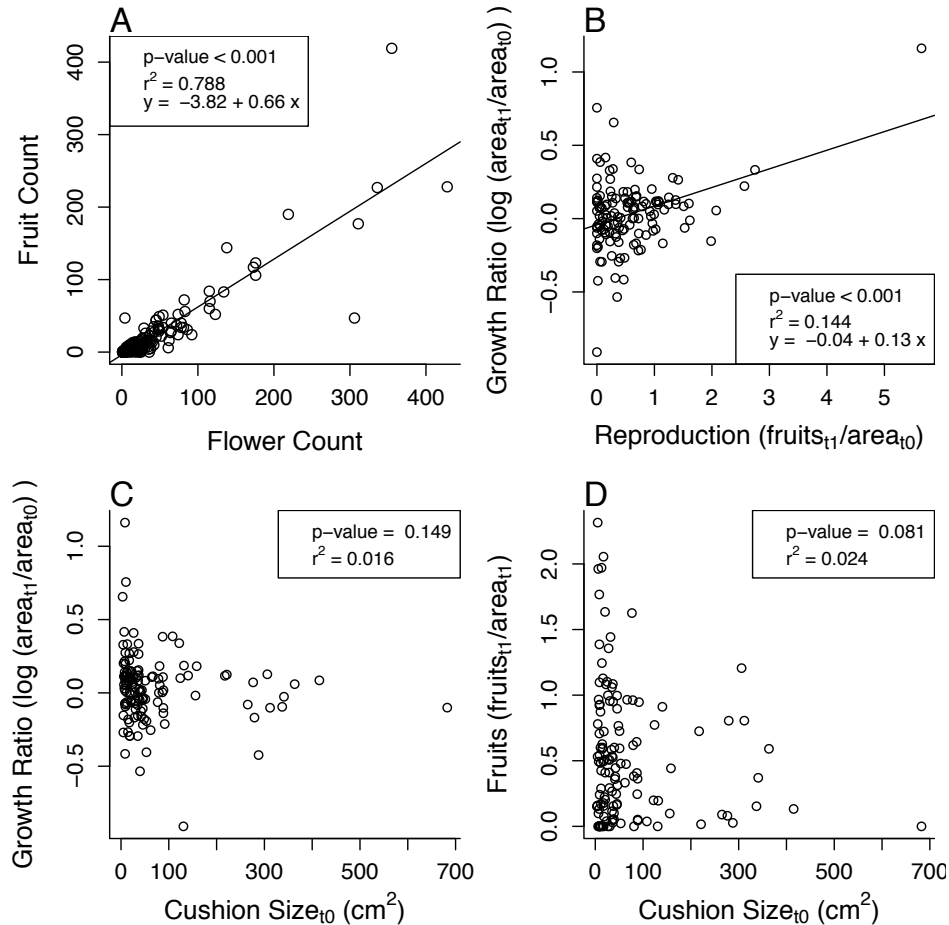 A
p−value < 0.001
r² = 0.788
y = −3.82 + 0.66 x
Fruit Count
0
100
200
300
400
0
100
200
300
400
Flower Count
B
p−value < 0.001
r² = 0.144
y = −0.04 + 0.13 x
Growth Ratio (log (area_t1/area_t0) )
−0.5
0.0
0.5
1.0
0
1
2
3
4
5
Reproduction (fruits_t1/area_t0)
C
p−value = 0.149
r² = 0.016
Growth Ratio (log (area_t1/area_t0) )
−0.5
0.0
0.5
1.0
0
100
300
500
700
Cushion Size_t0 (cm²)
D
p−value = 0.081
r² = 0.024
Fruits (fruits_t1/area_t1)
0.0
0.5
1.0
1.5
2.0
0
100
300
500
700
Cushion Size_t0 (cm²)